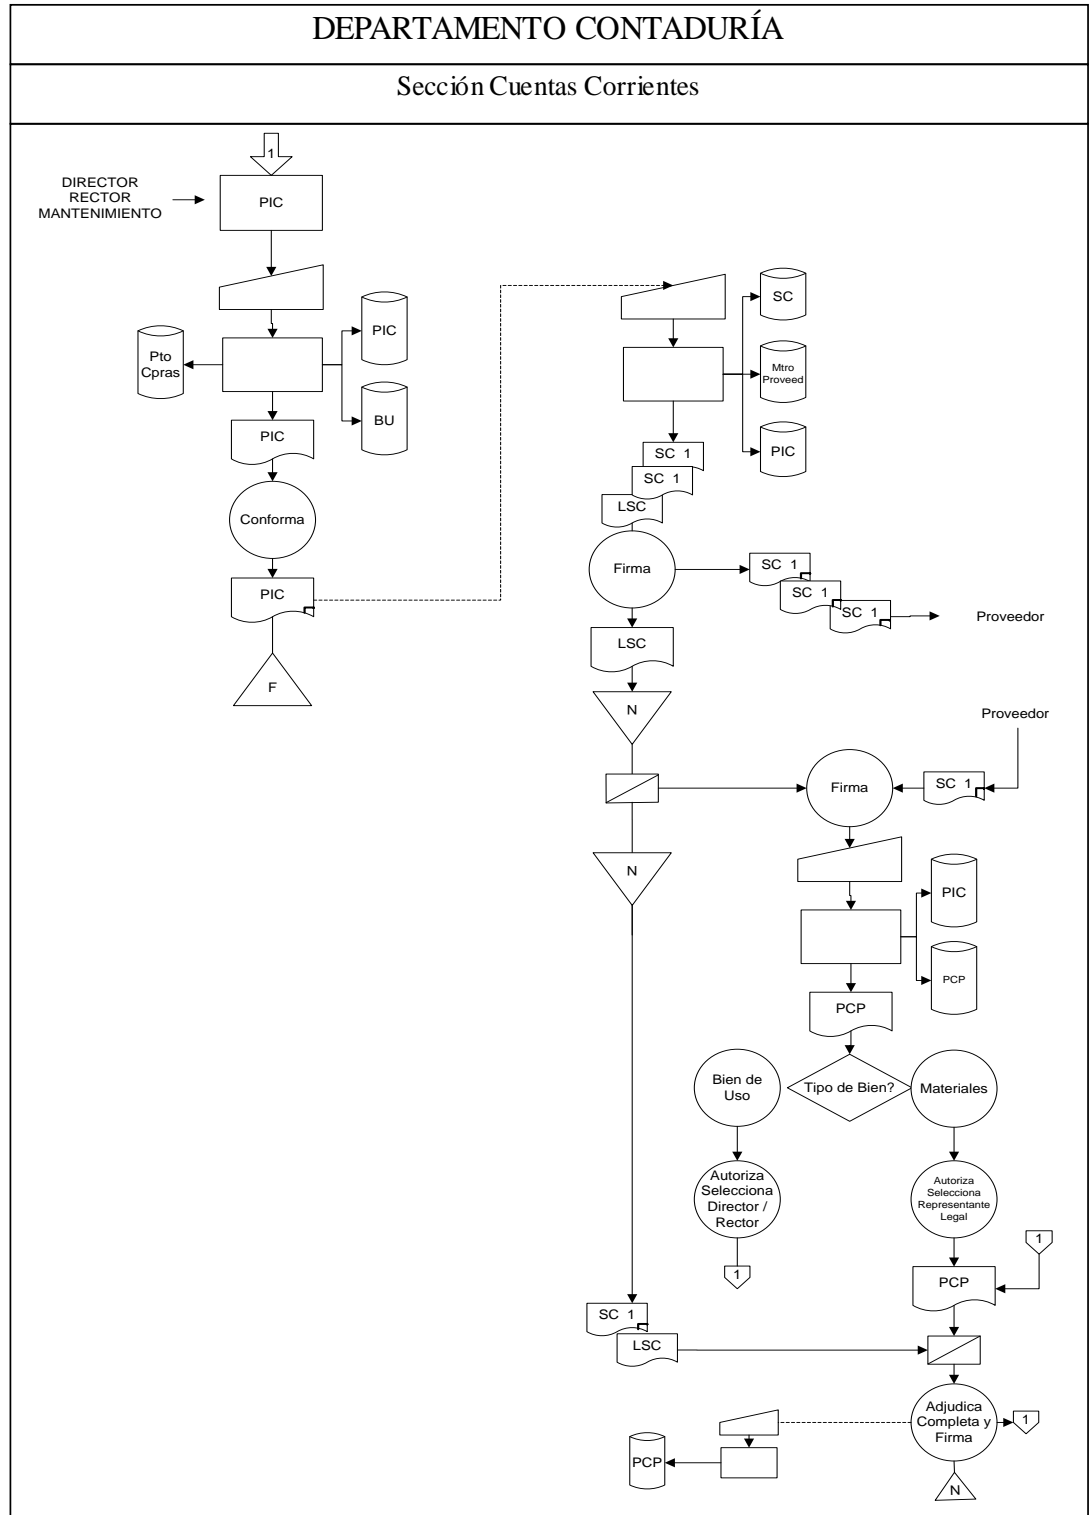 DEPARTAMENTO CONTADURÍA
Sección Cuentas Corrientes
1
DIRECTOR
RECTOR
MANTENIMIENTO
PIC
Pto
Cpras
PIC
BU
PIC
Conforma
PIC
F
SC
Mtro
Proveed
PIC
SC 1
SC 1
LSC
Firma
SC 1
SC 1
SC 1
Proveedor
LSC
N
Proveedor
Firma
SC 1
N
PIC
PCP
PCP
Bien de
Uso
Tipo de Bien?
Materiales
Autoriza
Selecciona
Director /
Rector
Autoriza
Selecciona
Representante
Legal
1
1
PCP
SC 1
LSC
Adjudica
Completa y
Firma
1
PCP
N